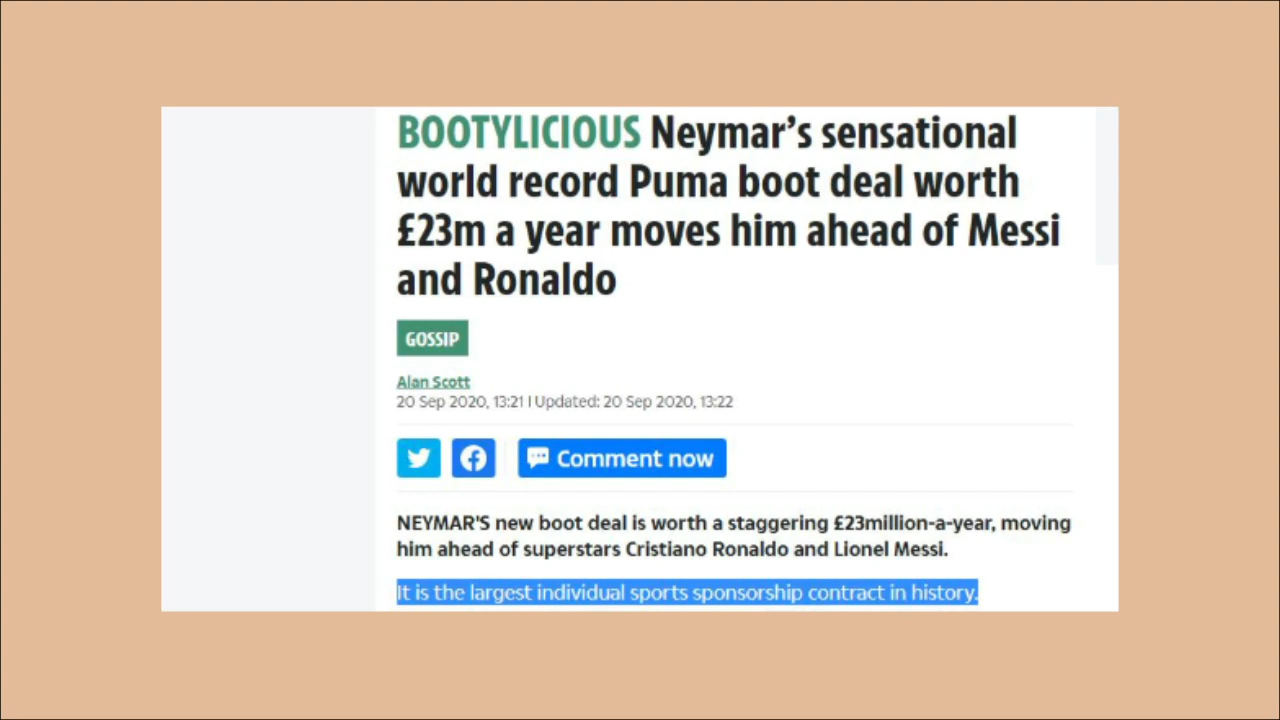 BOOTYLICIOUS Neymar’s sensational
world record Puma boot deal worth
£23m a year moves him ahead of Messi
and Ronaldo
GOSSIP
Alan Scott
20 Sep 2020, 13:21 | Updated: 20 Sep 2020, 13:22
Comment now
NEYMAR'S new boot deal is worth a staggering £23million-a-year, moving
him ahead of superstars Cristiano Ronaldo and Lionel Messi.
It is the largest individual sports sponsorship contract in history.